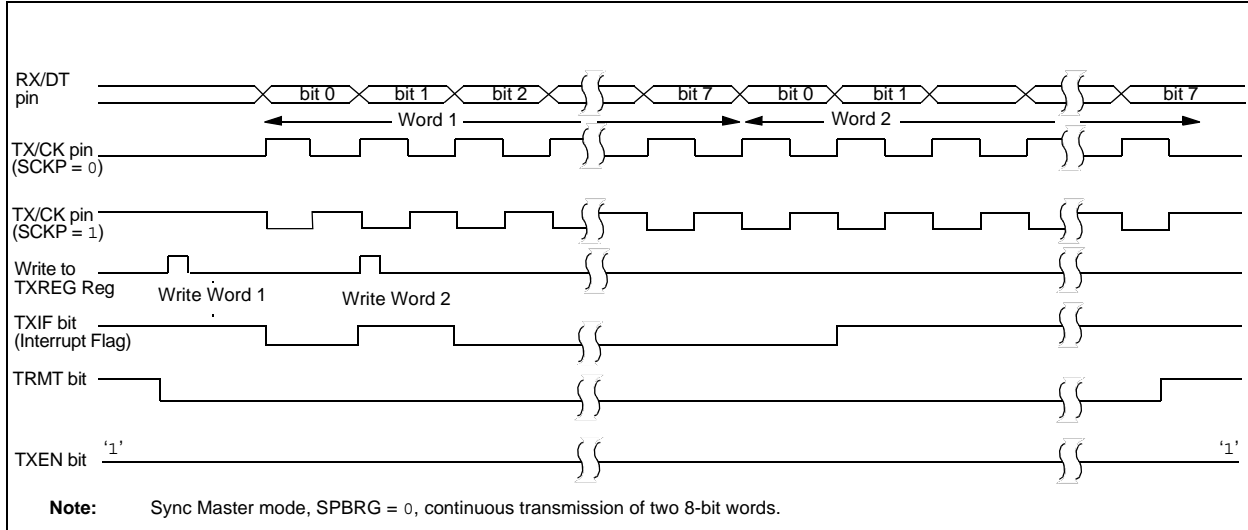 RX/DT
pin
bit 0 bit 1 bit 2 bit 7 bit 0 bit 1 bit 7
Word 1 Word 2
TX/CK pin
(SCKP = 0)
TX/CK pin
(SCKP = 1)
Write to
TXREG Reg
Write Word 1 Write Word 2
TXIF bit
(Interrupt Flag)
TRMT bit
TXEN bit ‘1’ ‘1’
Note: Sync Master mode, SPBRG = 0, continuous transmission of two 8-bit words.